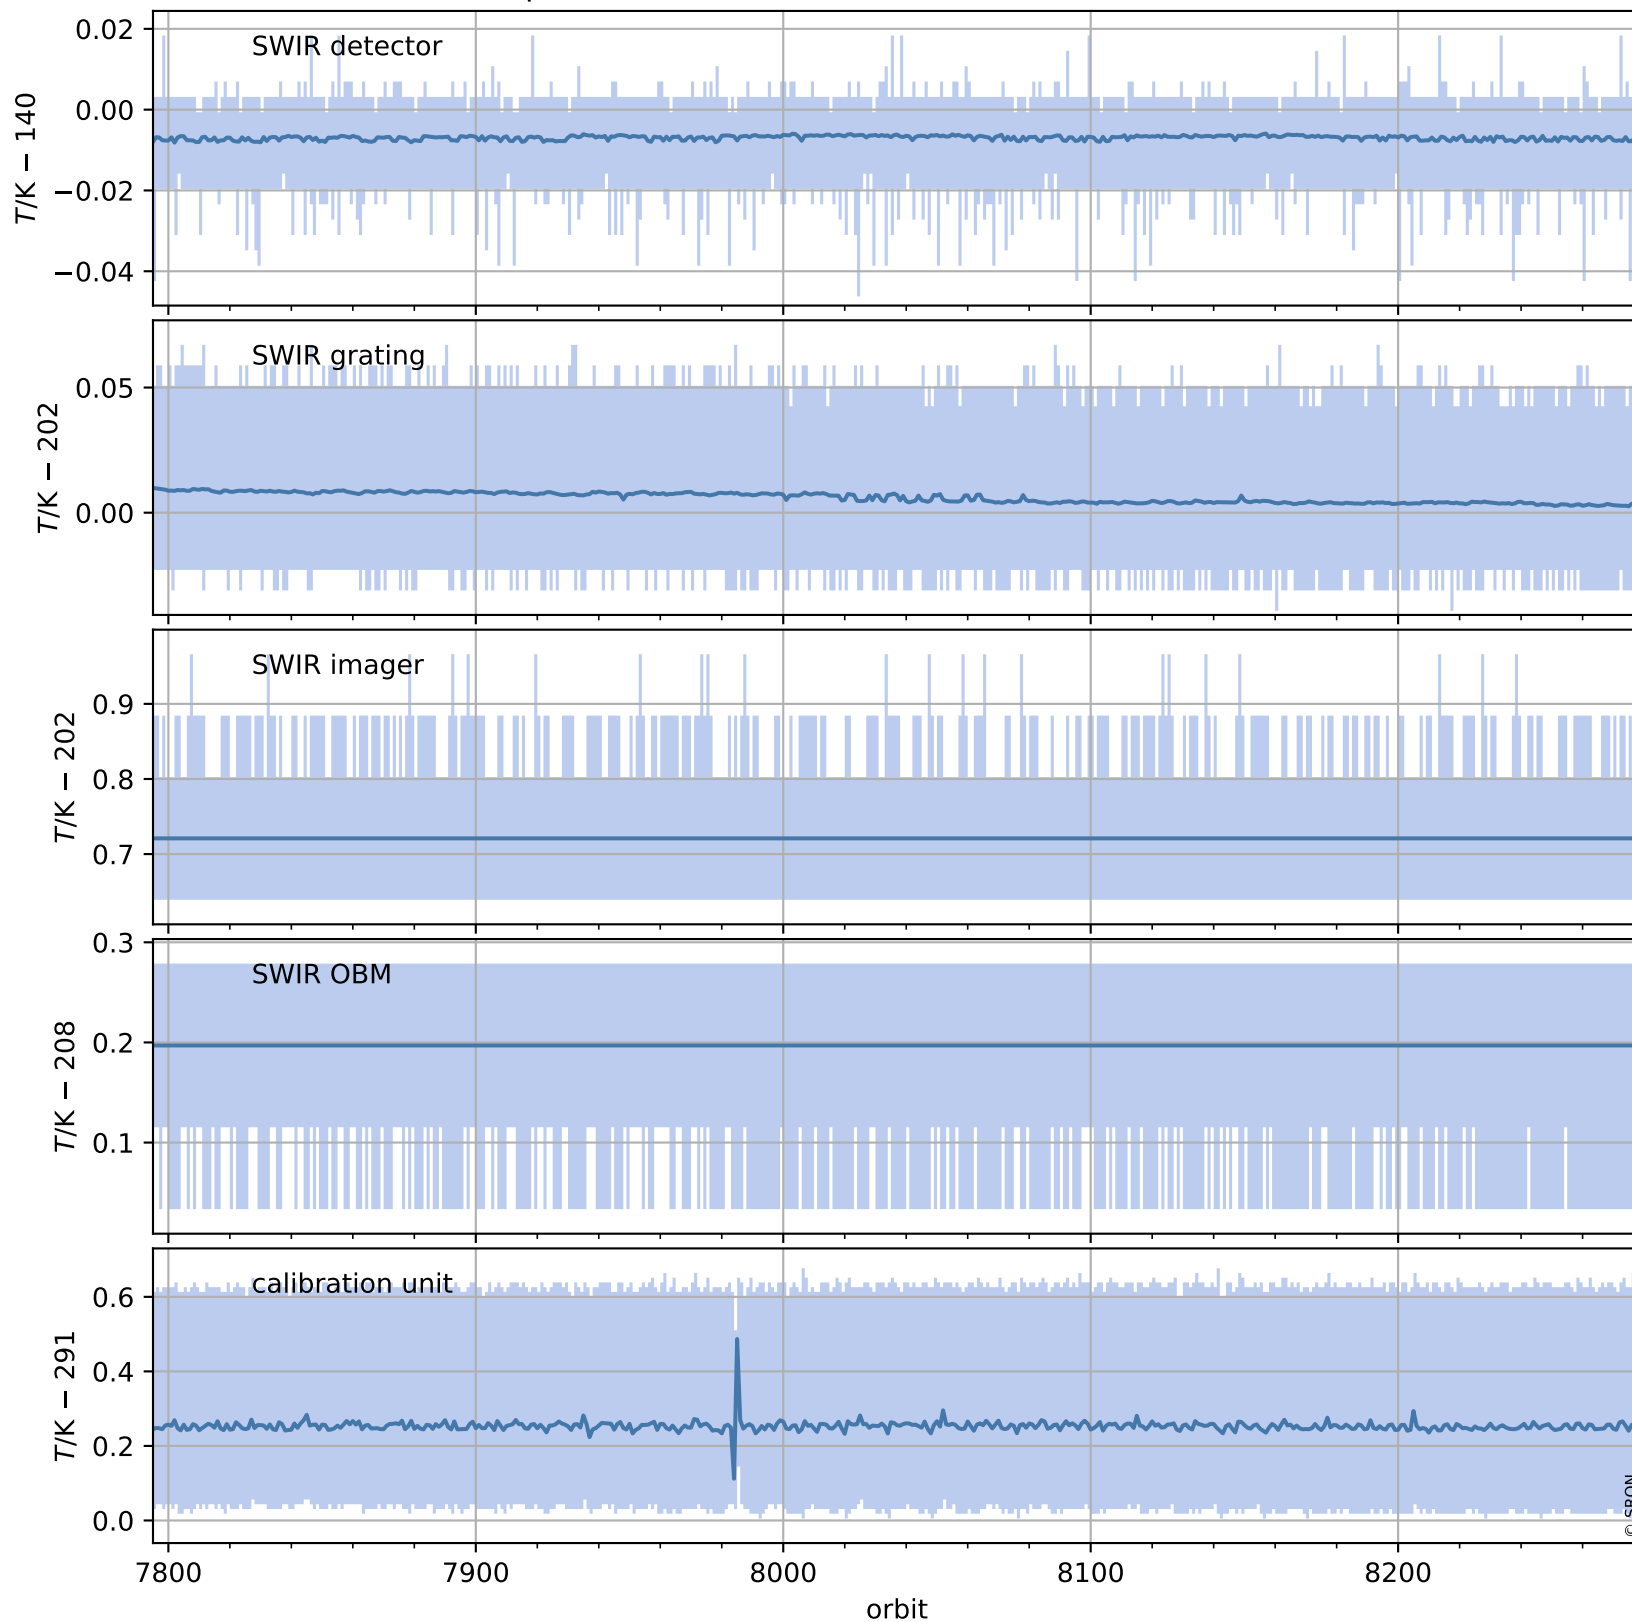 SWIR detector
0.02
0.00
−0.02
−0.04
T/K − 140
SWIR grating
0.05
0.00
T/K − 202
SWIR imager
0.9
0.8
0.7
T/K − 202
SWIR OBM
0.3
0.2
0.1
T/K − 208
calibration unit
0.6
0.4
0.2
0.0
T/K − 291
© SRON
7800 7900 8000 8100 8200
orbit